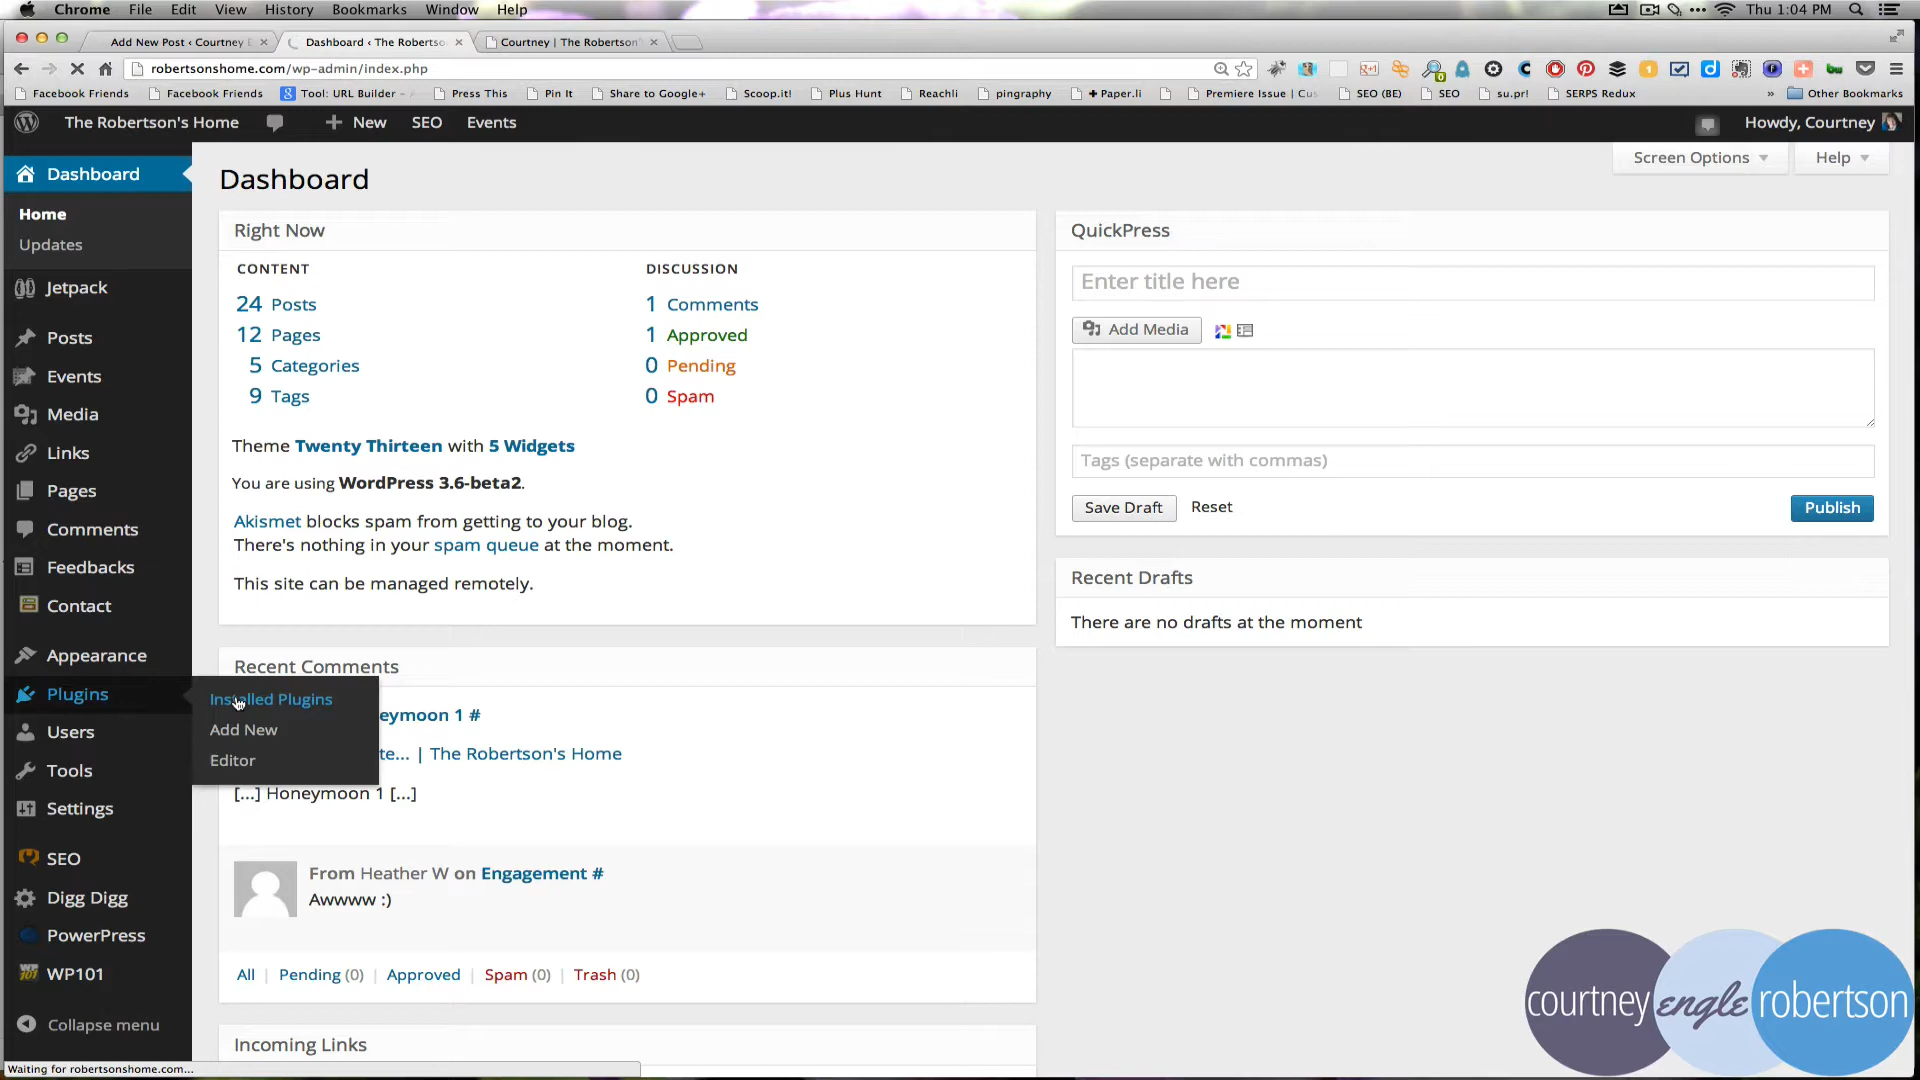 Chrome File Edit View History Bookmarks Window Help Thu 1:04 PM
Add New Post ‹ Courtney E Dashboard ‹ The Robertso Courtney | The Robertson'
robertsonshome.com/wp-admin/index.php
Facebook Friends Facebook Friends Tool: URL Builder - Press This Pin It Share to Google+ Scoop.it! Plus Hunt Reachli pingraphy Paper.li Premiere Issue | Cus SEO (BE) SEO su.pr! SERPS Redux » Other Bookmarks
The Robertson's Home New SEO Events Howdy, Courtney
Screen Options Help
Dashboard
Home
Updates
Jetpack
Posts
Events
Media
Links
Pages
Comments
Feedbacks
Contact
Appearance
Plugins
Installed Plugins
Add New
Editor
Users
Tools
Settings
SEO
Digg Digg
PowerPress
WP101
Collapse menu
Dashboard
Right Now
CONTENT DISCUSSION
24 Posts 1 Comments
12 Pages 1 Approved
5 Categories 0 Pending
9 Tags 0 Spam
Theme Twenty Thirteen with 5 Widgets
You are using WordPress 3.6-beta2.
Akismet blocks spam from getting to your blog.
There's nothing in your spam queue at the moment.
This site can be managed remotely.
Recent Comments
eymoon 1 #
te... | The Robertson's Home
[...] Honeymoon 1 [...]
From Heather W on Engagement #
Awwww :)
All | Pending (0) | Approved | Spam (0) | Trash (0)
Incoming Links
QuickPress
Enter title here
Add Media
Tags (separate with commas)
Save Draft Reset Publish
Recent Drafts
There are no drafts at the moment
courtney engle robertson
Waiting for robertsonshome.com...